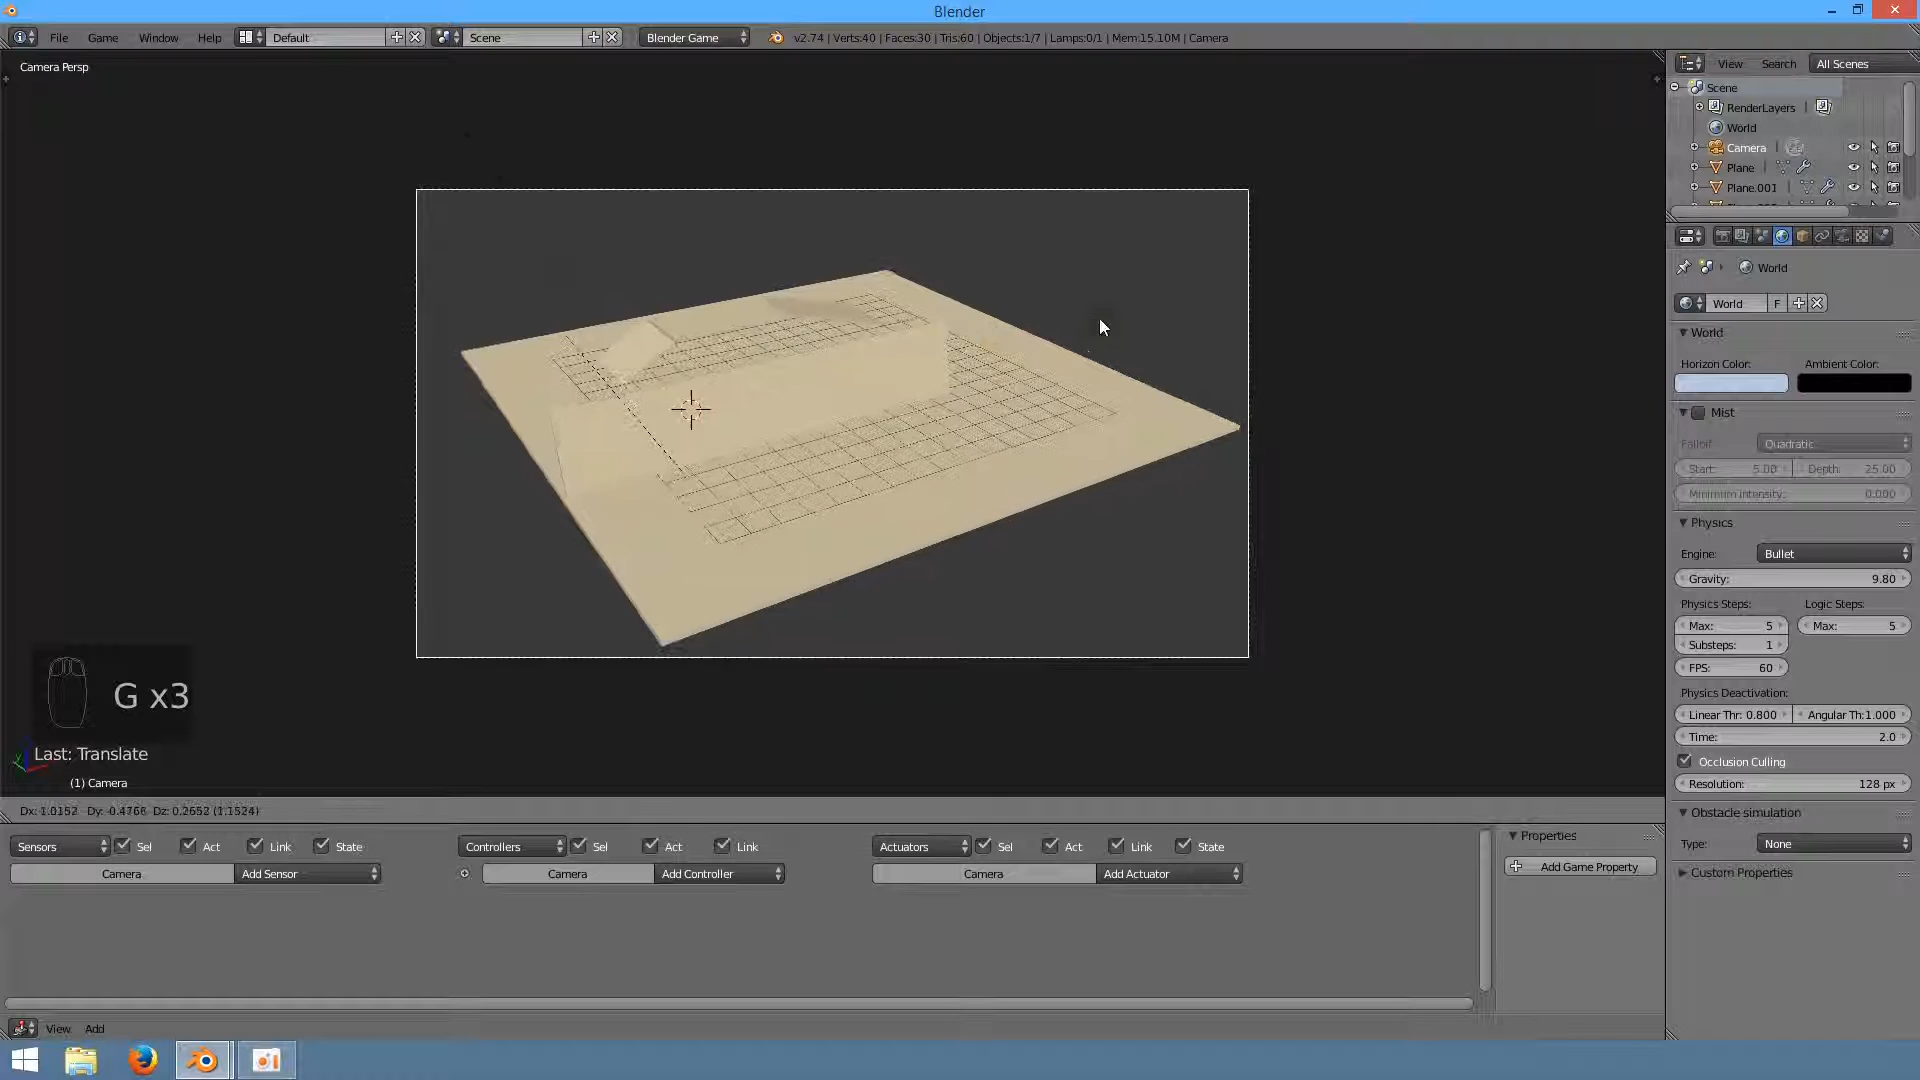 Blender
File Game Window Help Default Scene Blender Game v2.74 | Verts:40 | Faces:30 | Tris:60 | Objects:1/7 | Lamps:0/1 | Mem:15.10M | Camera
Camera Persp
View Search All Scenes
Scene
RenderLayers
World
Camera
Plane
Plane.001
World
World F
World
Horizon Color: Ambient Color:
Mist
Falloff: Quadratic
Start: 5.00 Depth: 25.00
Minimum Intensity: 0.000
Physics
Engine: Bullet
Gravity: 9.80
Physics Steps: Logic Steps:
Max: 5 Max: 5
Substeps: 1
FPS: 60
Physics Deactivation:
Linear Thr: 0.800 Angular Th:1.000
Time: 2.0
Occlusion Culling
Resolution: 128 px
Obstacle simulation
Type: None
Custom Properties
G x3
Last: Translate
(1) Camera
Dx: 1.0152 Dy: -0.4766 Dz: 0.2652 (1.1524)
Sensors Sel Act Link State Controllers Sel Act Link Actuators Sel Act Link State
Camera Add Sensor Camera Add Controller Camera Add Actuator
Properties
Add Game Property
View Add